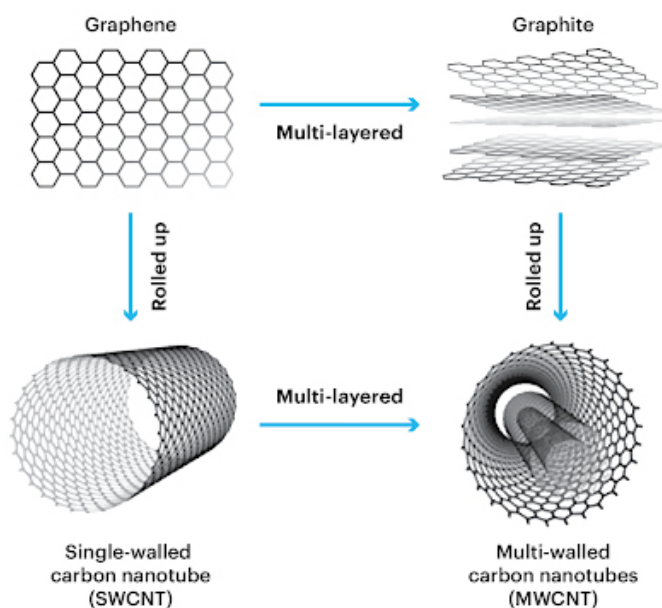 Graphene
Graphite
Multi-layered
Rolled up
Rolled up
Multi-layered
Single-walled
carbon nanotube
(SWCNT)
Multi-walled
carbon nanotubes
(MWCNT)